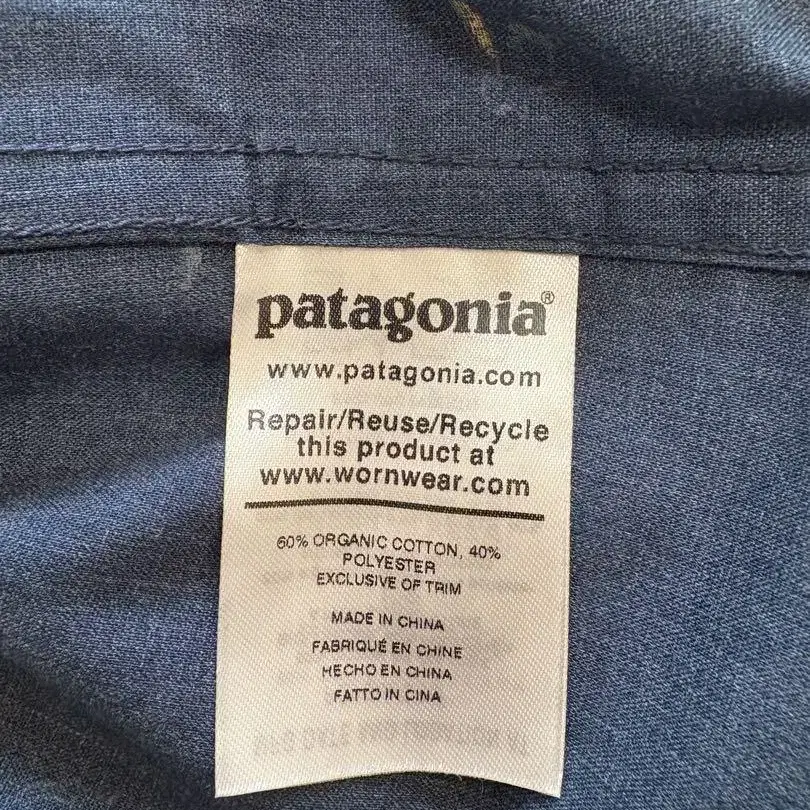 patagonia®
www.patagonia.com
Repair/Reuse/Recycle
this product at
www.wornwear.com
60% ORGANIC COTTON, 40%
POLYESTER
EXCLUSIVE OF TRIM
MADE IN CHINA
FABRIQUÉ EN CHINE
HECHO EN CHINA
FATTO IN CINA